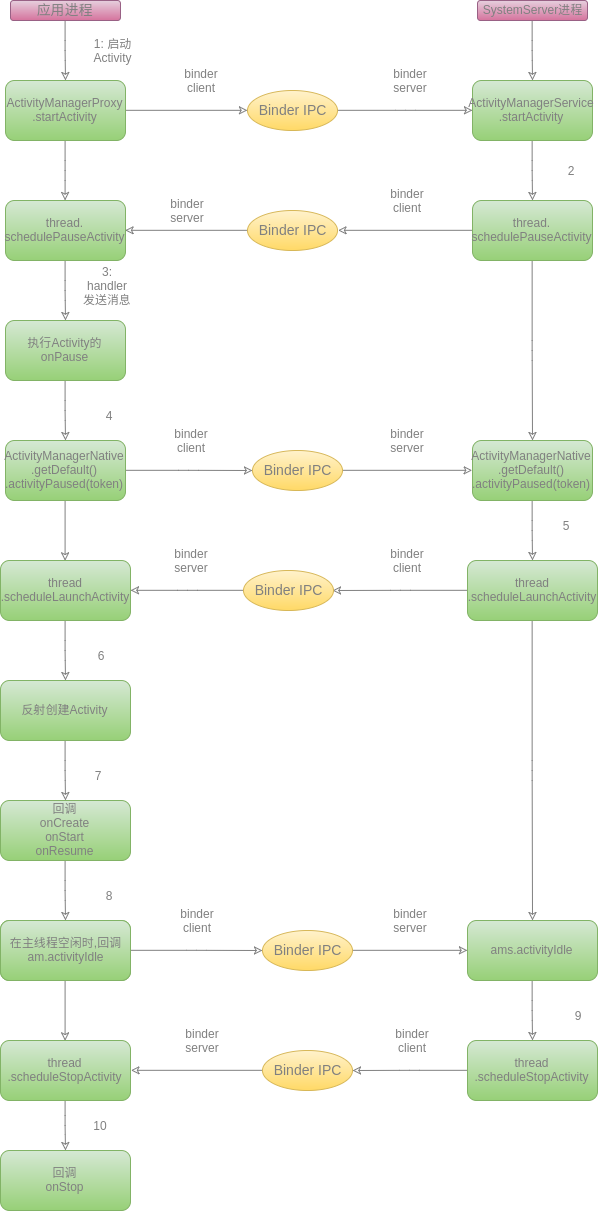 应用进程
SystemServer进程
1: 启动
Activity
binder
client
binder
server
ActivityManagerProxy
.startActivity
Binder IPC
ActivityManagerService
.startActivity
2
binder
server
binder
client
thread.
schedulePauseActivity
Binder IPC
thread.
schedulePauseActivity
3:
handler
发送消息
执行Activity的
onPause
4
binder
client
binder
server
ActivityManagerNative
.getDefault()
.activityPaused(token)
Binder IPC
ActivityManagerNative
.getDefault()
.activityPaused(token)
5
binder
server
binder
client
thread
.scheduleLaunchActivity
Binder IPC
thread
.scheduleLaunchActivity
6
反射创建Activity
7
回调
onCreate
onStart
onResume
8
binder
client
binder
server
在主线程空闲时,回调
am.activityIdle
Binder IPC
ams.activityIdle
9
binder
server
binder
client
thread
.scheduleStopActivity
Binder IPC
thread
.scheduleStopActivity
10
回调
onStop